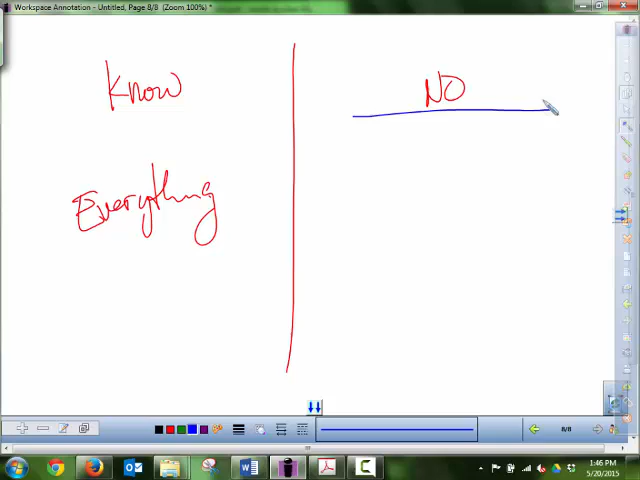 Workspace Annotation - Untitled, Page 8/8 (Zoom 100%) *
Know
NO
Everything
8/8
1:46 PM
5/20/2015